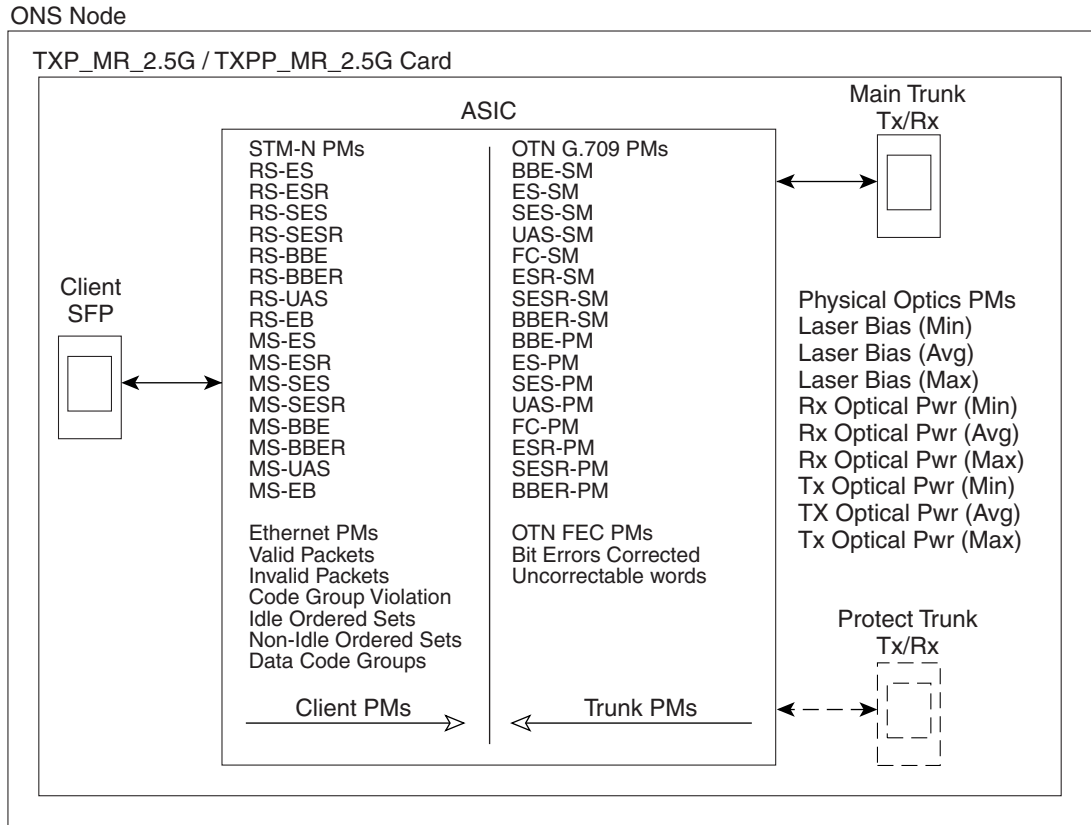 ONS Node
TXP_MR_2.5G / TXPP_MR_2.5G Card
ASIC
Client
SFP
STM-N PMs
RS-ES
RS-ESR
RS-SES
RS-SESR
RS-BBE
RS-BBER
RS-UAS
RS-EB
MS-ES
MS-ESR
MS-SES
MS-SESR
MS-BBE
MS-BBER
MS-UAS
MS-EB
Ethernet PMs
Valid Packets
Invalid Packets
Code Group Violation
Idle Ordered Sets
Non-Idle Ordered Sets
Data Code Groups
Client PMs
OTN G.709 PMs
BBE-SM
ES-SM
SES-SM
UAS-SM
FC-SM
ESR-SM
SESR-SM
BBER-SM
BBE-PM
ES-PM
SES-PM
UAS-PM
FC-PM
ESR-PM
SESR-PM
BBER-PM
OTN FEC PMs
Bit Errors Corrected
Uncorrectable words
Trunk PMs
Main Trunk
Tx/Rx
Physical Optics PMs
Laser Bias (Min)
Laser Bias (Avg)
Laser Bias (Max)
Rx Optical Pwr (Min)
Rx Optical Pwr (Avg)
Rx Optical Pwr (Max)
Tx Optical Pwr (Min)
TX Optical Pwr (Avg)
Tx Optical Pwr (Max)
Protect Trunk
Tx/Rx